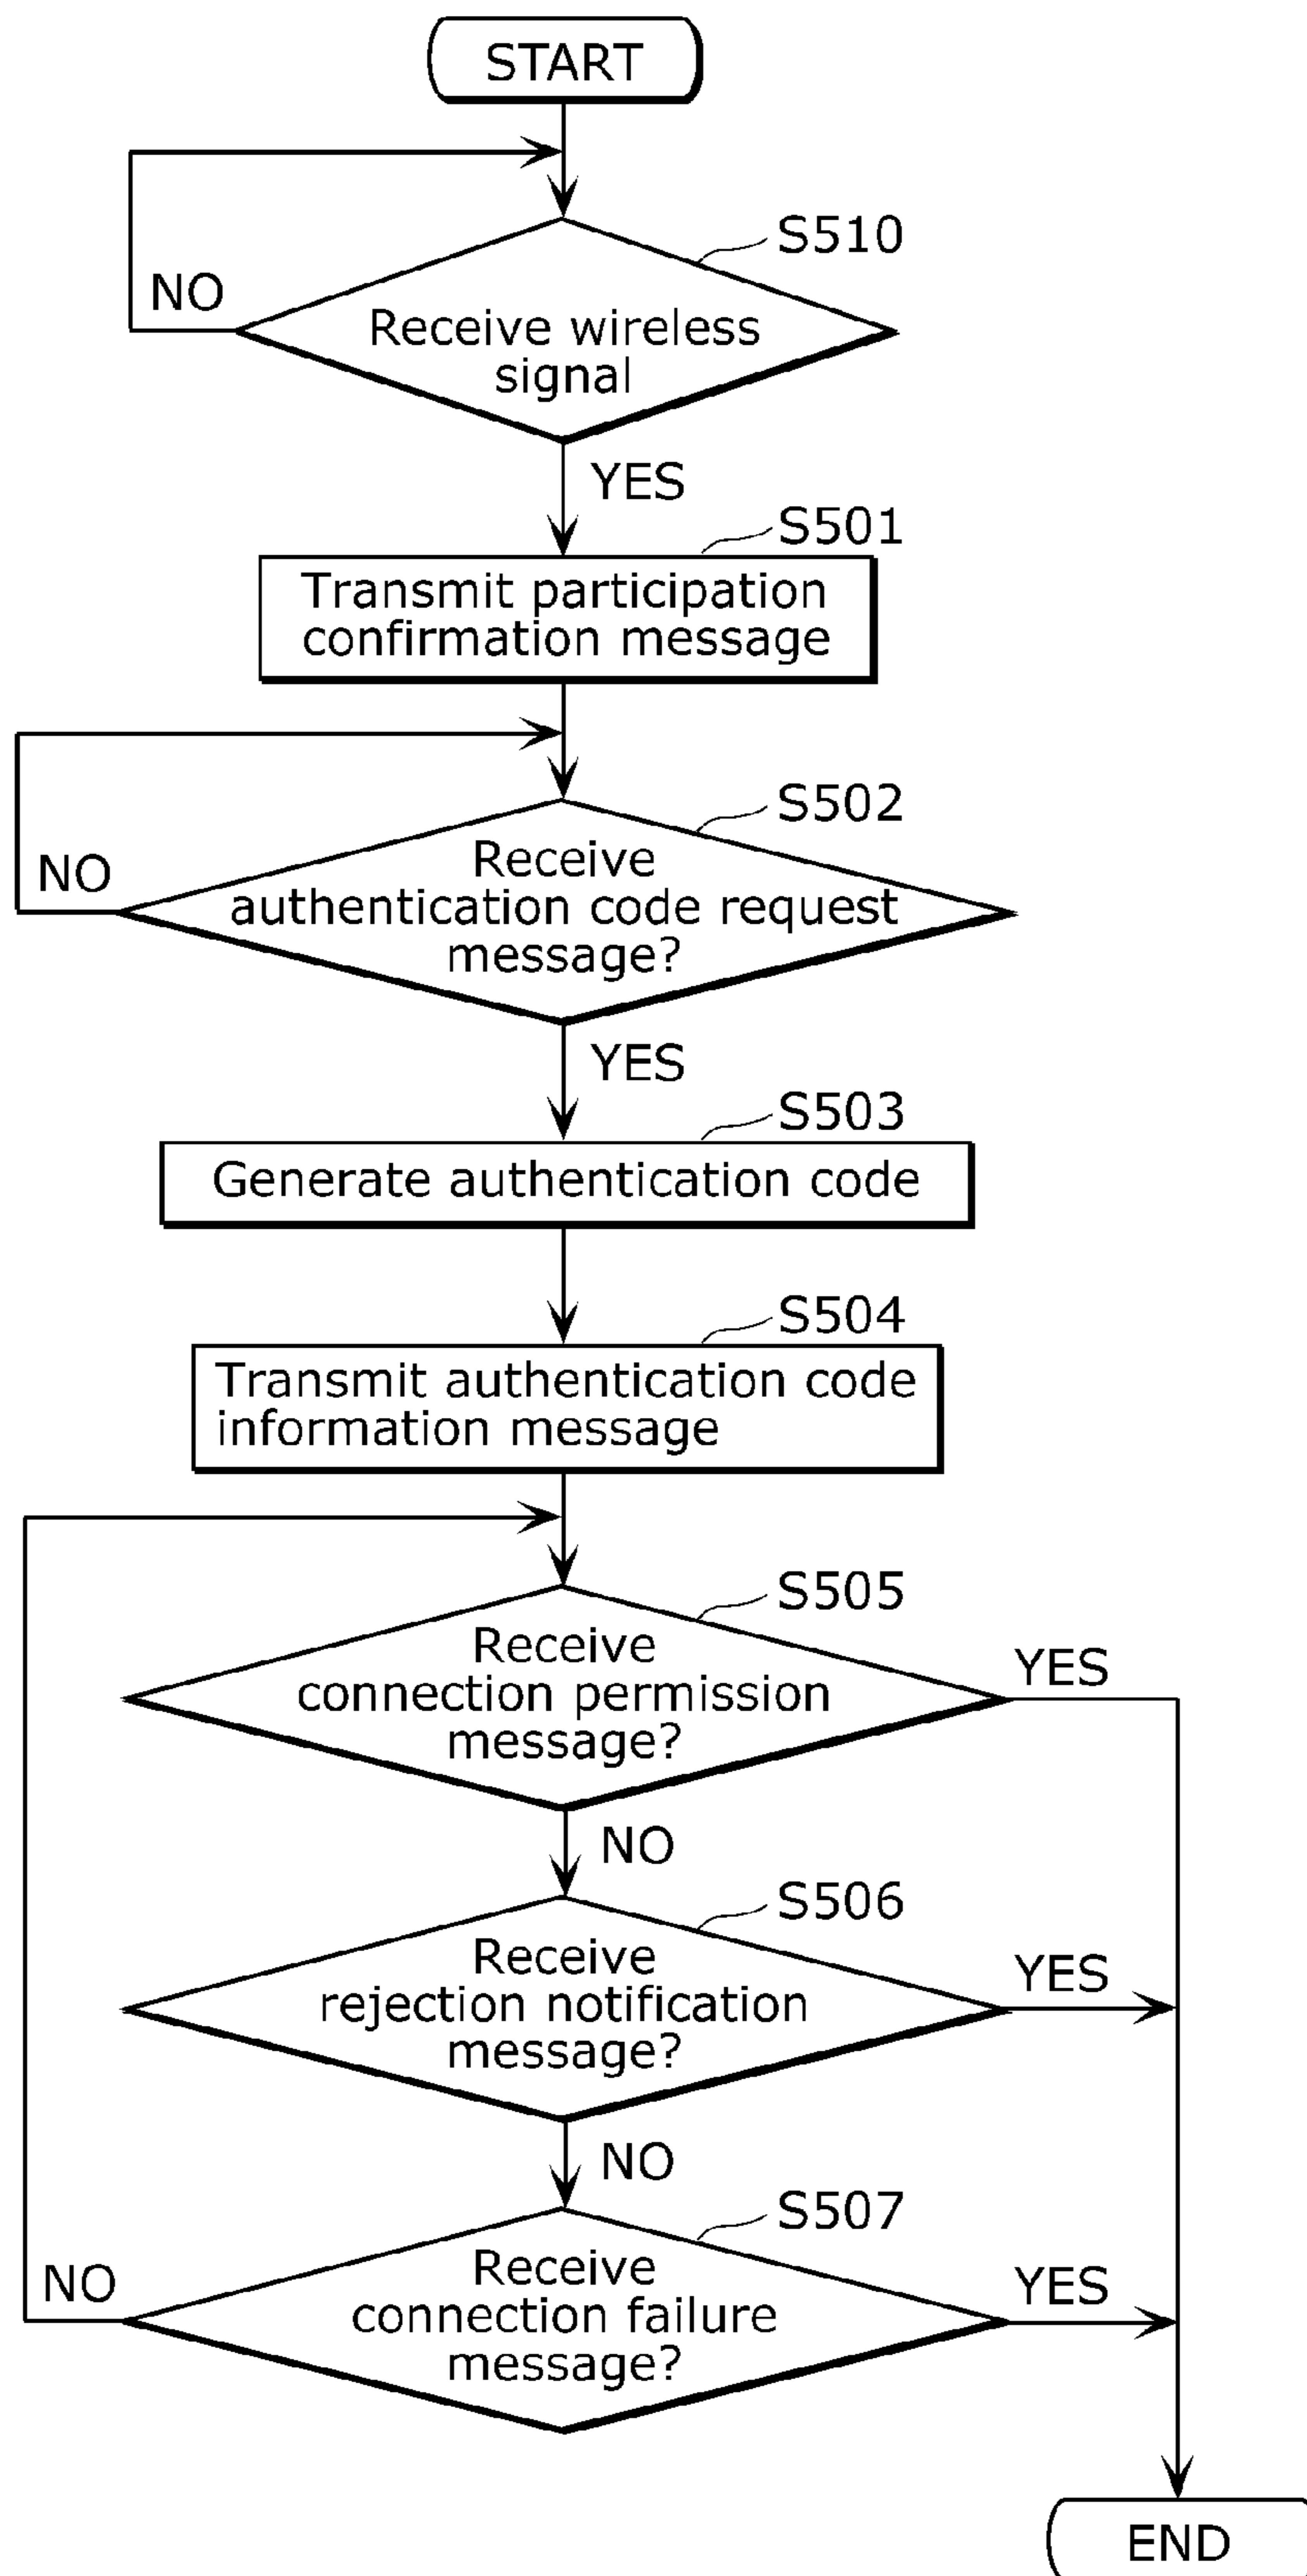 START
S510
NO
Receive wireless
signal
YES
S501
Transmit participation
confirmation message
S502
NO
Receive
authentication code request
message?
YES
S503
Generate authentication code
S504
Transmit authentication code
information message
S505
Receive
connection permission
message?
YES
NO
S506
Receive
rejection notification
message?
YES
NO
S507
NO
Receive
connection failure
message?
YES
END